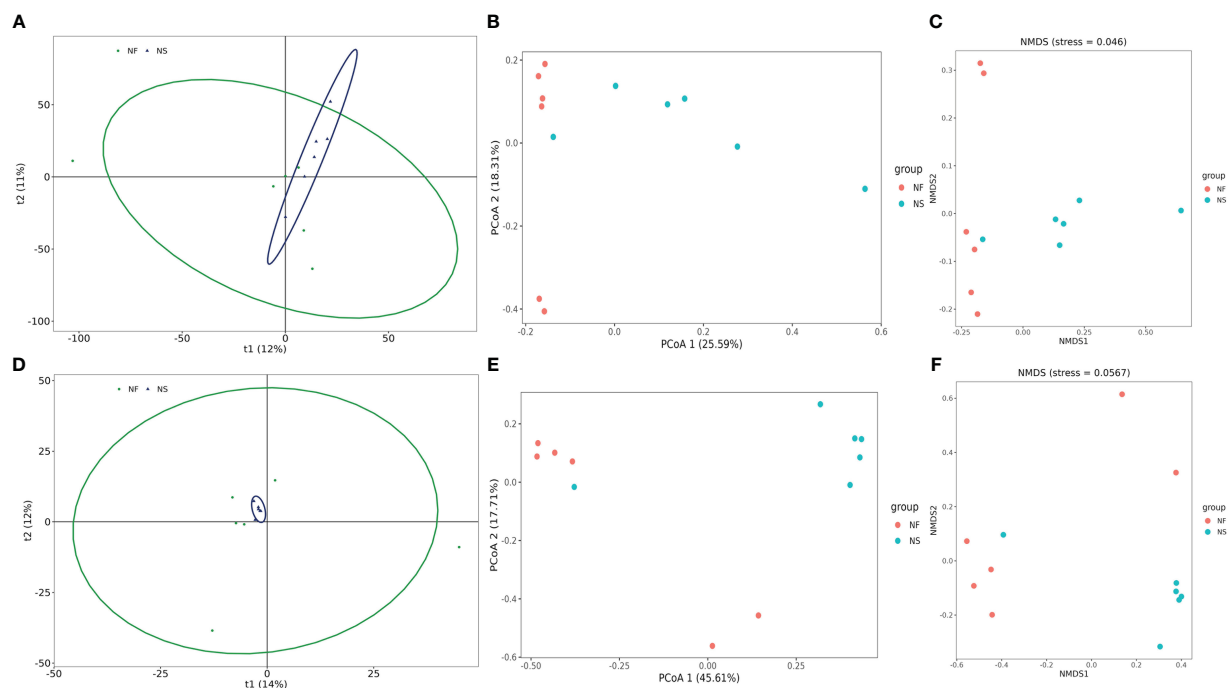 A
NF NS
50
0
-50
-100
-100 -50 0 50
t1 (12%)
t2 (11%)
B
0.2
0.0
-0.2
-0.4
-0.2 0.0 0.2 0.4 0.6
PCoA 1 (25.59%)
PCoA 2 (18.31%)
group
NF
NS
C
NMDS (stress = 0.046)
0.3
0.2
0.1
0.0
-0.1
-0.2
-0.25 0.00 0.25 0.50
NMDS1
NMDS2
group
NF
NS
D
NF NS
50
25
0
-25
-50
-50 -25 0 25
t1 (14%)
t2 (12%)
E
0.2
0.0
-0.2
-0.4
-0.6
-0.50 -0.25 0.00 0.25
PCoA 1 (45.61%)
PCoA 2 (17.71%)
group
NF
NS
F
NMDS (stress = 0.0567)
0.6
0.4
0.2
0.0
-0.2
-0.6 -0.4 -0.2 0.0 0.2 0.4
NMDS1
NMDS2
group
NF
NS